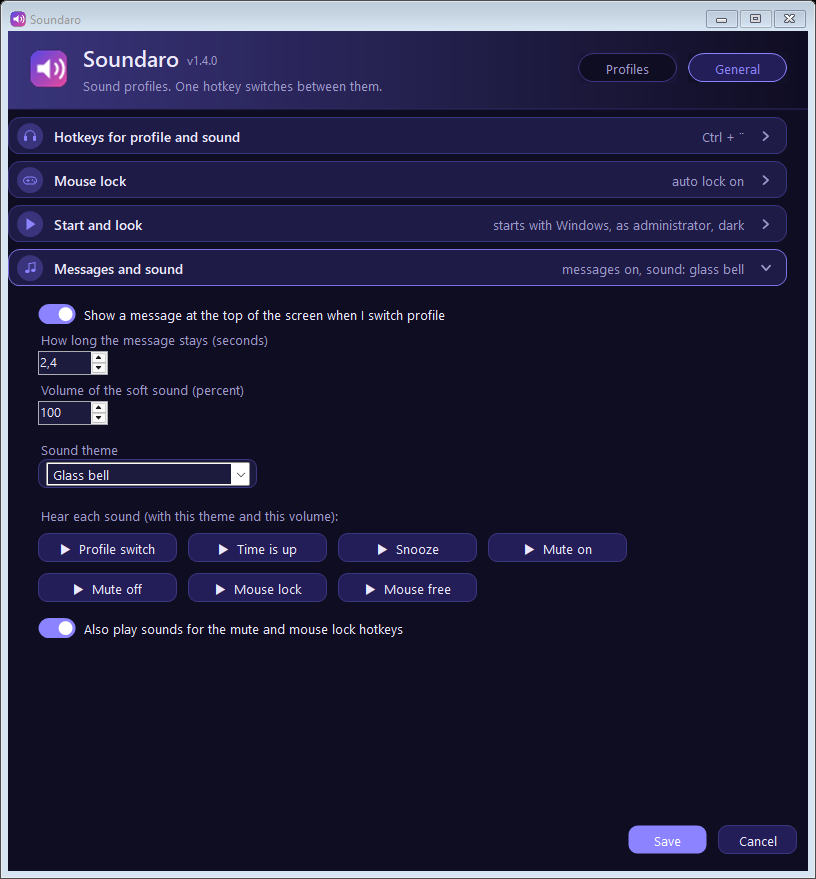 Soundaro
Soundaro v1.4.0
Sound profiles. One hotkey switches between them.
Profiles
General
Hotkeys for profile and sound
Ctrl + ¨
Mouse lock
auto lock on
Start and look
starts with Windows, as administrator, dark
Messages and sound
messages on, sound: glass bell
Show a message at the top of the screen when I switch profile
How long the message stays (seconds)
2,4
Volume of the soft sound (percent)
100
Sound theme
Glass bell
Hear each sound (with this theme and this volume):
Profile switch
Time is up
Snooze
Mute on
Mute off
Mouse lock
Mouse free
Also play sounds for the mute and mouse lock hotkeys
Save
Cancel